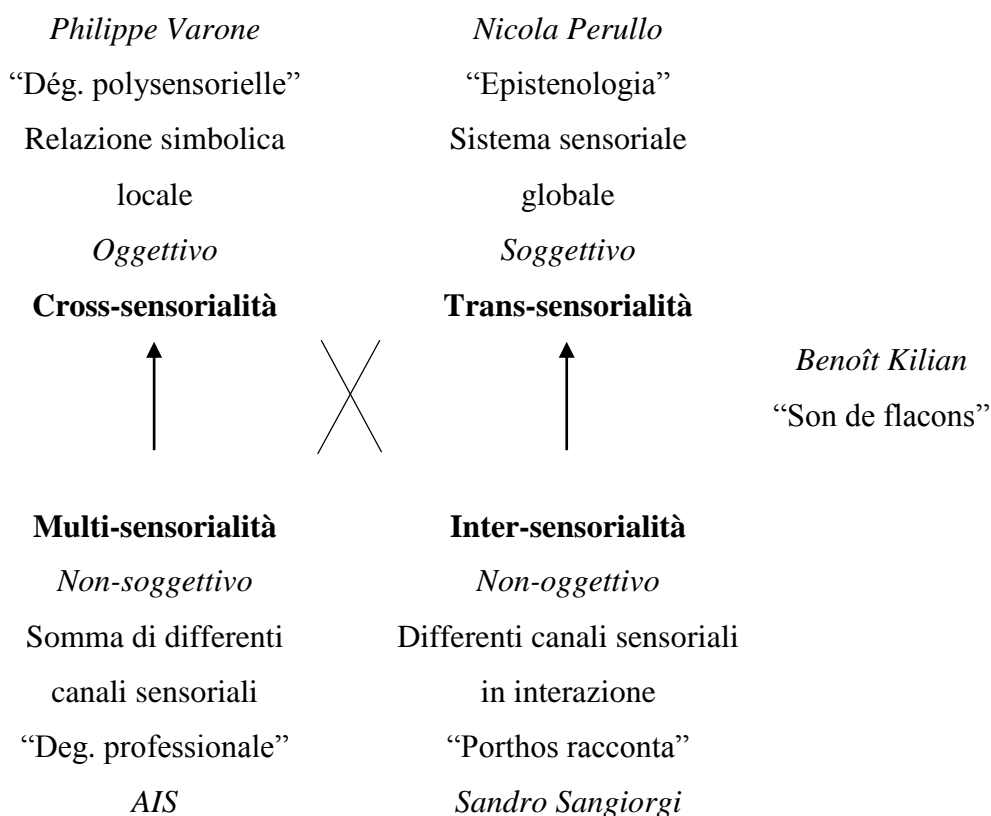 Philippe Varone
“Dég. polysensorielle”
Relazione simbolica
locale
Oggettivo
Cross-sensorialità
Nicola Perullo
“Epistenologia”
Sistema sensoriale
globale
Soggettivo
Trans-sensorialità
Benoît Kilian
“Son de flacons”
Multi-sensorialità
Non-soggettivo
Somma di differenti
canali sensoriali
“Deg. professionale”
AIS
Inter-sensorialità
Non-oggettivo
Differenti canali sensoriali
in interazione
“Porthos racconta”
Sandro Sangiorgi